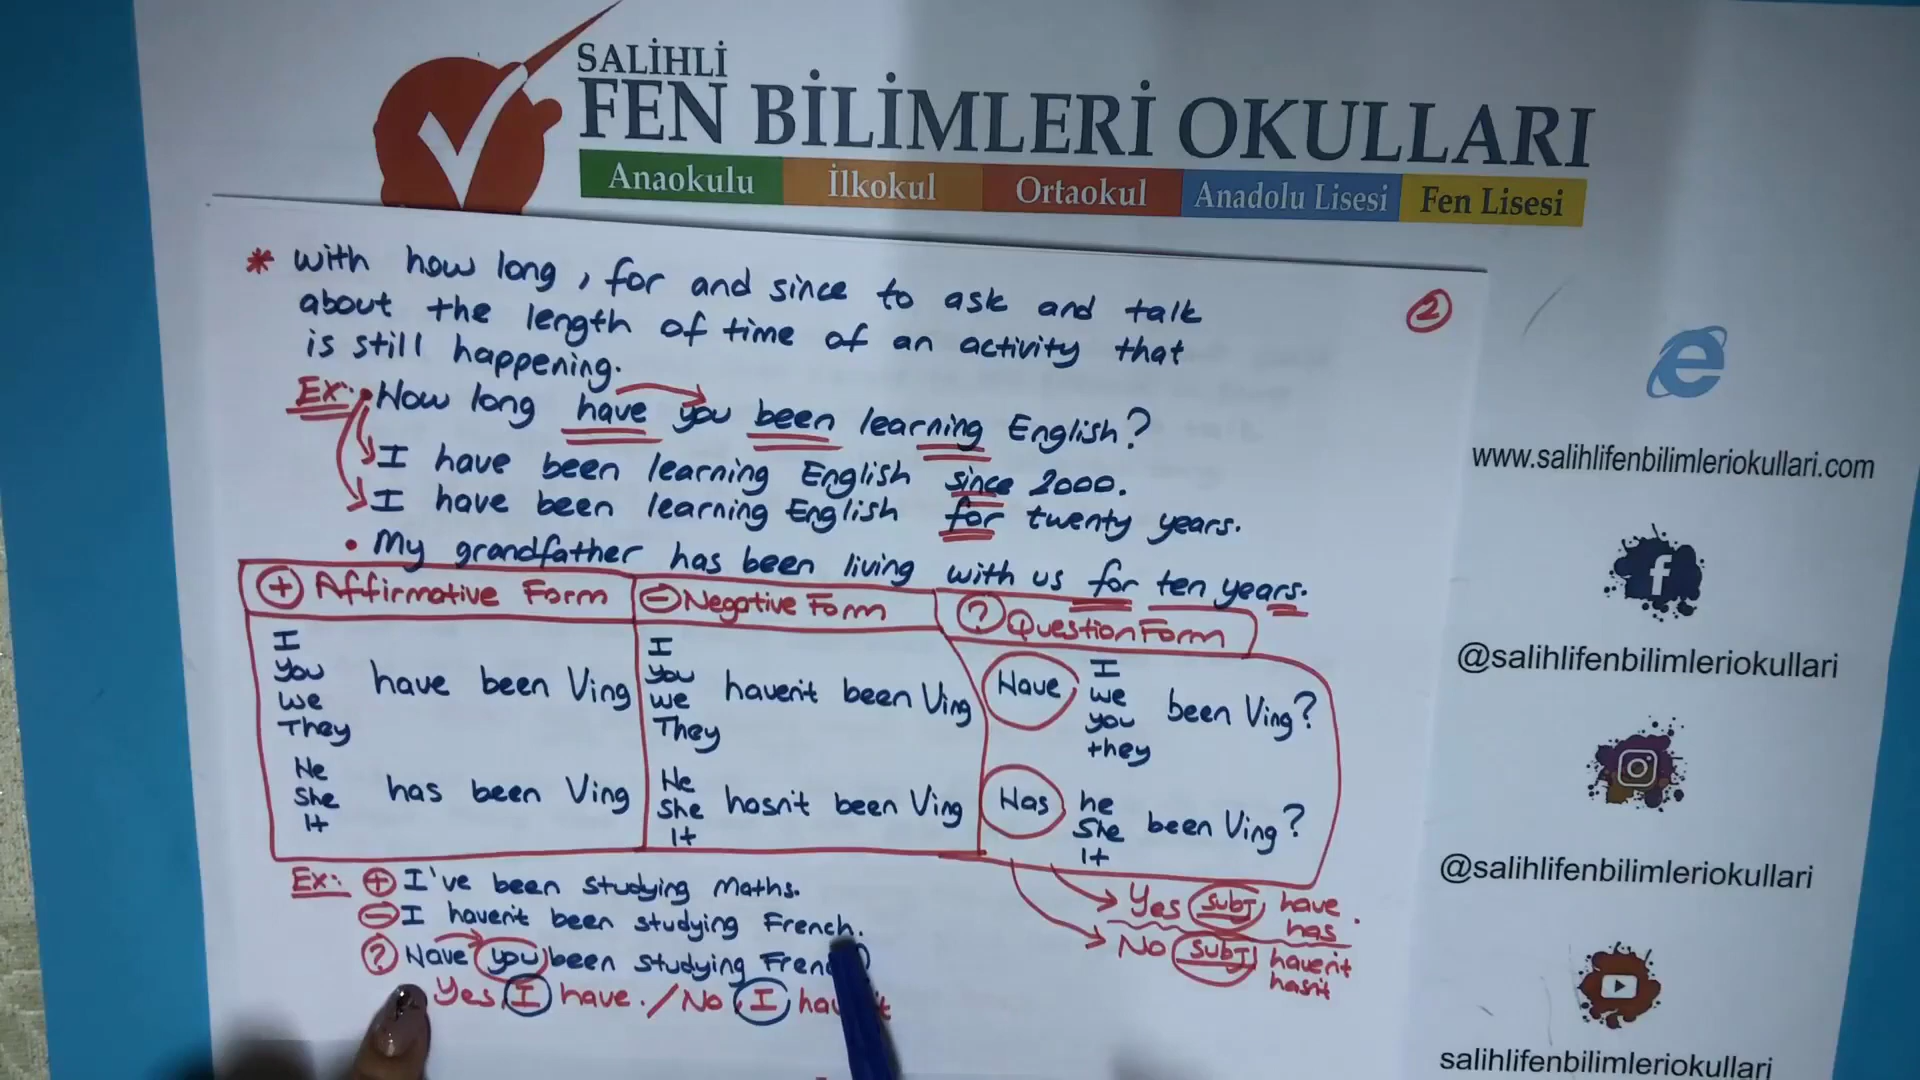 SALİHLİ
FEN BİLİMLERİ OKULLARI
Anaokulu İlkokul Ortaokul Anadolu Lisesi Fen Lisesi
* with how long, for and since to ask and talk
about the length of time of an activity that
is still happening.
2
Ex: • How long have you been learning English?
I have been learning English since 2000.
I have been learning English for twenty years.
• My grandfather has been living with us for ten years.
+ Affirmative Form
I
You
We
They
have been Ving
He
She
It
has been Ving
- Negative Form
I
You
We
They
haven't been Ving
He
She
It
hasn't been Ving
? Question Form
Have
I
we
you
they
been Ving?
Has
he
She
It
been Ving?
Ex: + I've been studying Maths.
- I haven't been studying French.
? Have you been studying
Yes I have. / No I
Yes subj have
has
No subj haven't
hasn't
www.salihlifenbilimleriokullari.com
@salihlifenbilimleriokullari
@salihlifenbilimleriokullari
salihlifenbilimleriokullari